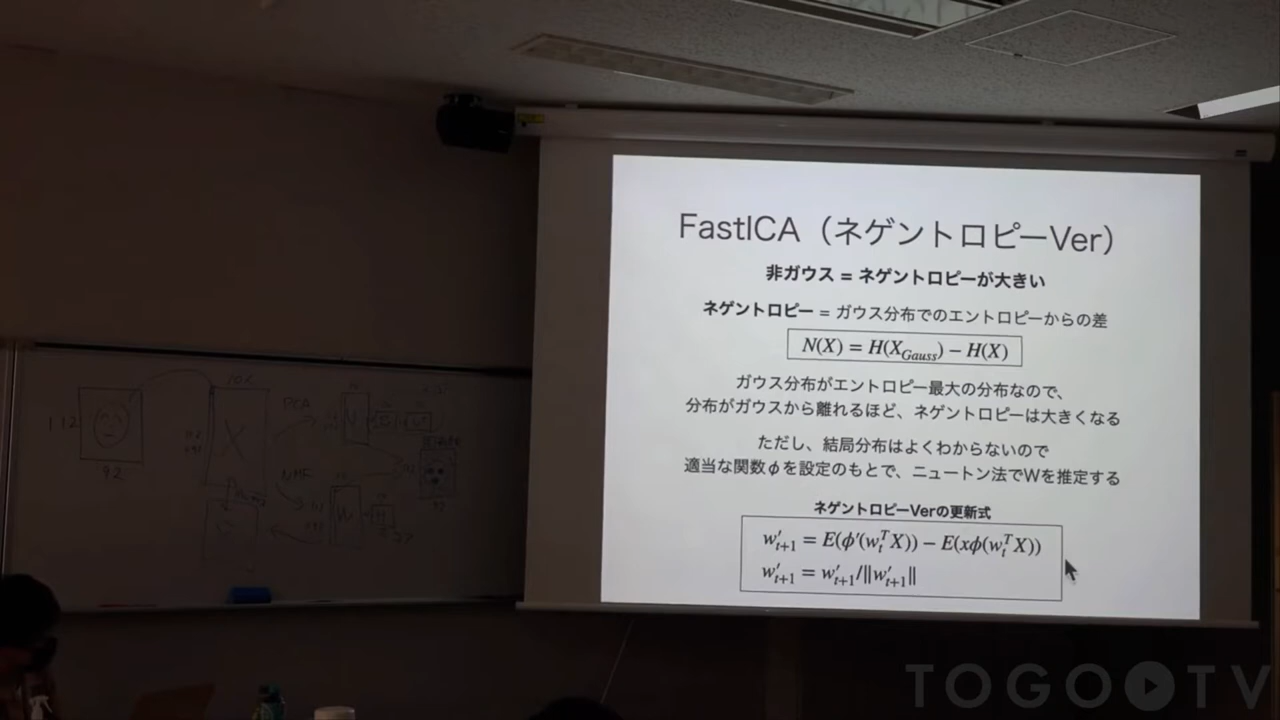 FastICA（ネゲントロピーVer）
非ガウス = ネゲントロピーが大きい
ネゲントロピー = ガウス分布でのエントロピーからの差
N(X) = H(X_Gauss) − H(X)
ガウス分布がエントロピー最大の分布なので、
分布がガウスから離れるほど、ネゲントロピーは大きくなる
ただし、結局分布はよくわからないので
適当な関数ϕを設定のもとで、ニュートン法でWを推定する
ネゲントロピーVerの更新式
w′_{t+1} = E(ϕ′(w_t^T X)) − E(xϕ(w_t^T X))
w′_{t+1} = w′_{t+1}/‖w′_{t+1}‖
112
92
X
PCA
NMF
TOGO TV